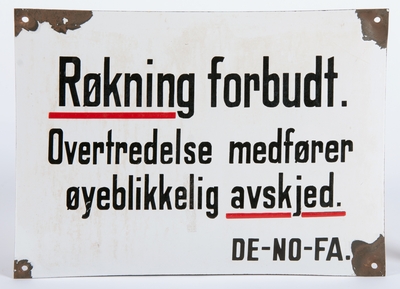 Røkning forbudt.
Overtredelse medfører
øyeblikkelig avskjed.
DE-NO-FA.